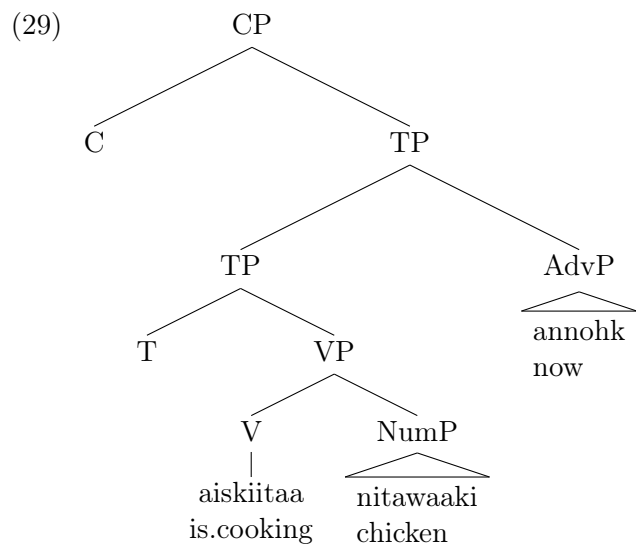 (29) CP
C TP
TP AdvP
annohk
now
T VP
V NumP
aiskiitaa nitawaaki
is.cooking chicken